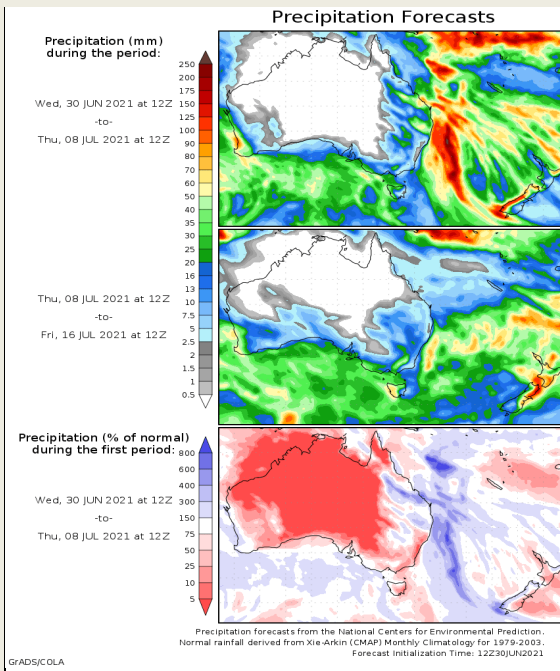 Precipitation Forecasts
Precipitation (mm)
during the period:
Wed, 30 JUN 2021 at 12Z
-to-
Thu, 08 JUL 2021 at 12Z
250
200
175
150
125
100
90
80
70
60
50
40
35
30
25
20
16
13
10
7.5
5
2.5
2
1.5
1
0.5
Thu, 08 JUL 2021 at 12Z
-to-
Fri, 16 JUL 2021 at 12Z
Precipitation (% of normal)
during the first period:
800
600
400
300
150
75
50
25
10
5
Wed, 30 JUN 2021 at 12Z
-to-
Thu, 08 JUL 2021 at 12Z
Precipitation forecasts from the National Centers for Environmental Prediction.
Normal rainfall derived from Xie-Arkin (CMAP) Monthly Climatology for 1979-2003.
Forecast Initialization Time: 12Z30JUN2021
GrADS/COLA